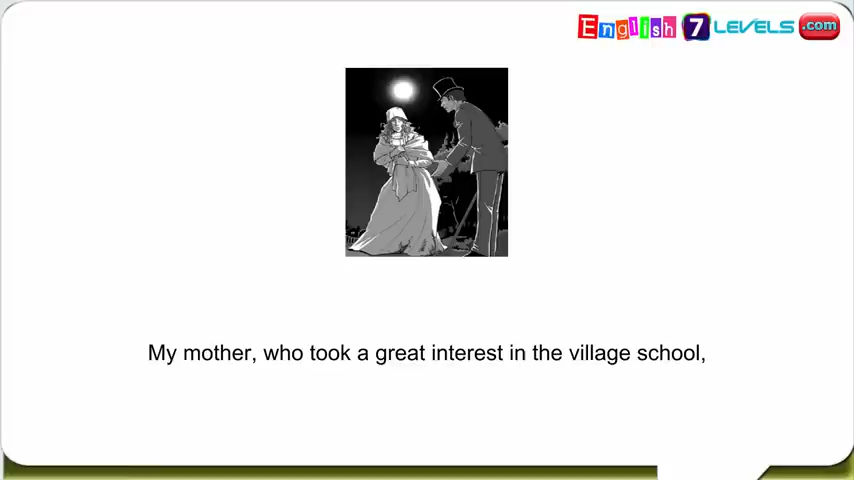 English 7 LEVELS .com
My mother, who took a great interest in the village school,